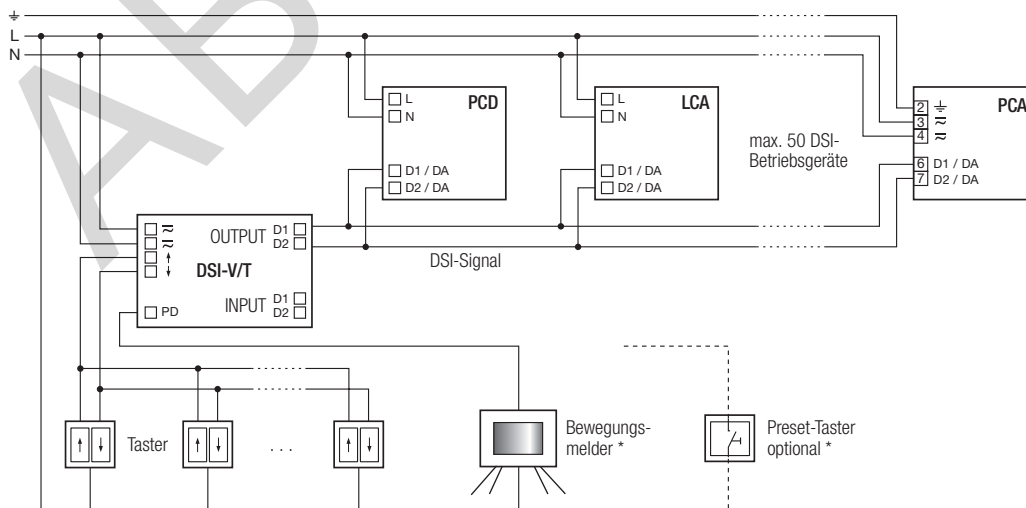 L
N
L
N
PCD
D1 / DA
D2 / DA
L
N
LCA
D1 / DA
D2 / DA
max. 50 DSI-
Betriebsgeräte
2
3 ≂
4 ≂
PCA
6 D1 / DA
7 D2 / DA
≂
≂
↑
↓
OUTPUT D1
D2
DSI-V/T
INPUT D1
D2
PD
DSI-Signal
↑ ↓
Taster
↑ ↓
. . .
↑ ↓
Bewegungs-
melder *
Preset-Taster
optional *
AB